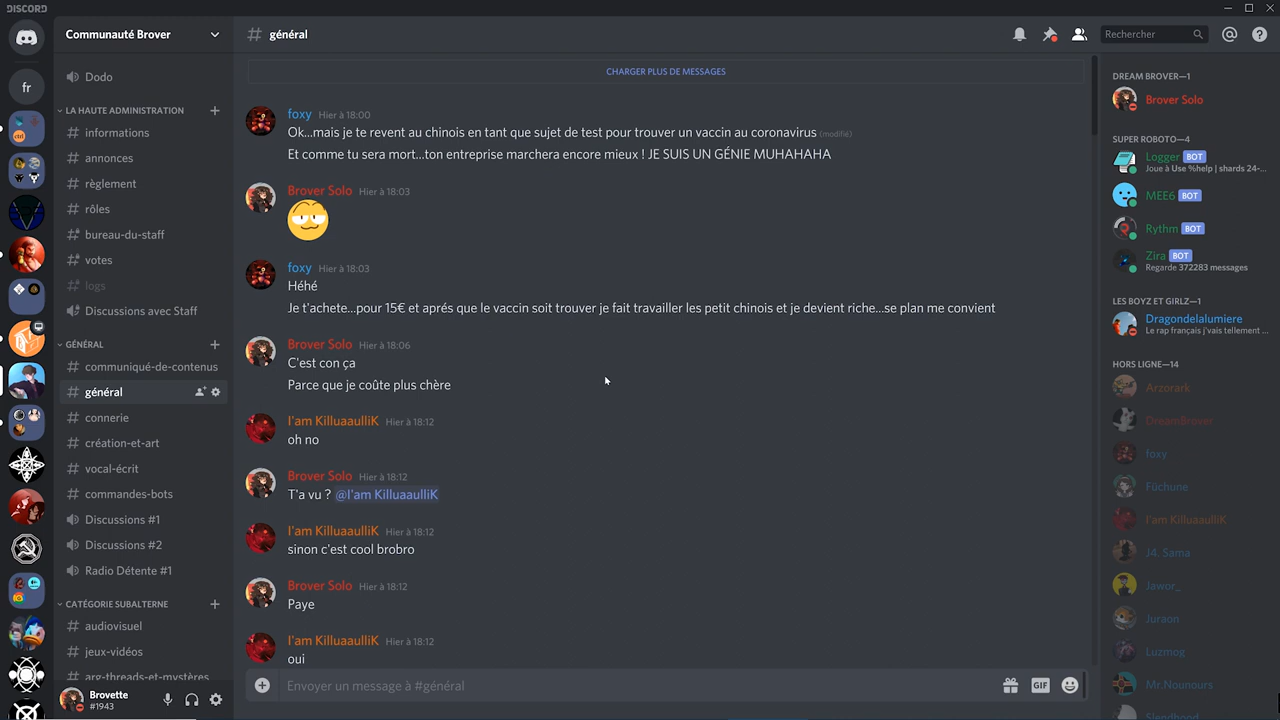 DISCORD
fr
Communauté Brover
Dodo
LA HAUTE ADMINISTRATION
informations
annonces
règlement
rôles
bureau-du-staff
votes
logs
Discussions avec Staff
GÉNÉRAL
communiqué-de-contenus
général
connerie
création-et-art
vocal-écrit
commandes-bots
Discussions #1
Discussions #2
Radio Détente #1
CATÉGORIE SUBALTERNE
audiovisuel
jeux-vidéos
arg-threads-et-mystères
Brovette
#1943
# général
Rechercher
CHARGER PLUS DE MESSAGES
foxy Hier à 18:00
Ok...mais je te revent au chinois en tant que sujet de test pour trouver un vaccin au coronavirus (modifié)
Et comme tu sera mort...ton entreprise marchera encore mieux ! JE SUIS UN GÉNIE MUHAHAHA
Brover Solo Hier à 18:03
foxy Hier à 18:03
Héhé
Je t'achete...pour 15€ et aprés que le vaccin soit trouver je fait travailler les petit chinois et je devient riche...se plan me convient
Brover Solo Hier à 18:06
C'est con ça
Parce que je coûte plus chère
I'am KilluaaulliK Hier à 18:12
oh no
Brover Solo Hier à 18:12
T'a vu ? @I'am KilluaaulliK
I'am KilluaaulliK Hier à 18:12
sinon c'est cool brobro
Brover Solo Hier à 18:12
Paye
I'am KilluaaulliK Hier à 18:12
oui
Envoyer un message à #général
GIF
DREAM BROVER—1
Brover Solo
SUPER ROBOTO—4
Logger BOT
Joue à Use %help | shards 24-...
MEE6 BOT
Rythm BOT
Zira BOT
Regarde 372283 messages
LES BOYZ ET GIRLZ—1
Dragondelalumiere
Le rap français j'vais tellement ...
HORS LIGNE—14
Arzorark
DreamBrover
foxy
Fûchune
I'am KilluaaulliK
J4. Sama
Jawor_
Juraon
Luzmog
Mr.Nounours
Slendhood